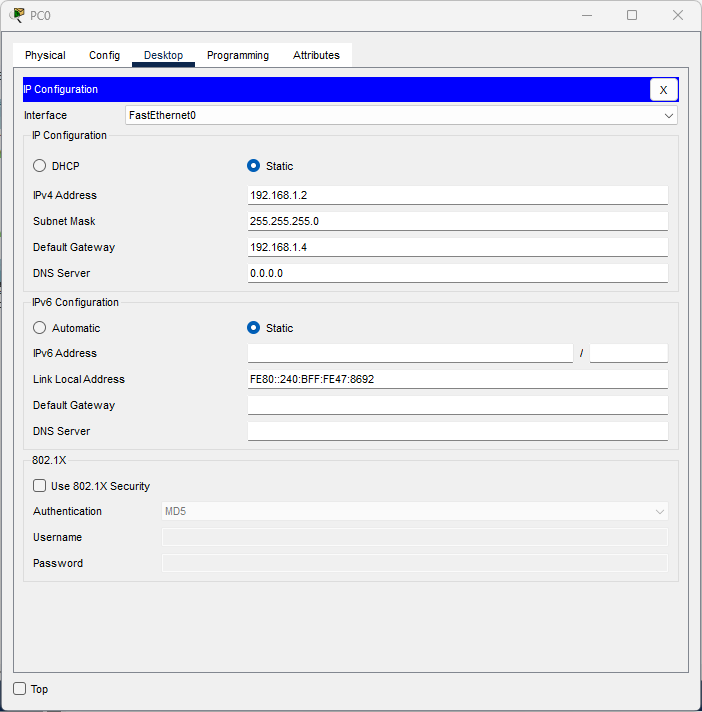 PC0
Physical Config Desktop Programming Attributes
IP Configuration X
Interface FastEthernet0
IP Configuration
DHCP Static
IPv4 Address 192.168.1.2
Subnet Mask 255.255.255.0
Default Gateway 192.168.1.4
DNS Server 0.0.0.0
IPv6 Configuration
Automatic Static
IPv6 Address /
Link Local Address FE80::240:BFF:FE47:8692
Default Gateway
DNS Server
802.1X
Use 802.1X Security
Authentication MD5
Username
Password
Top